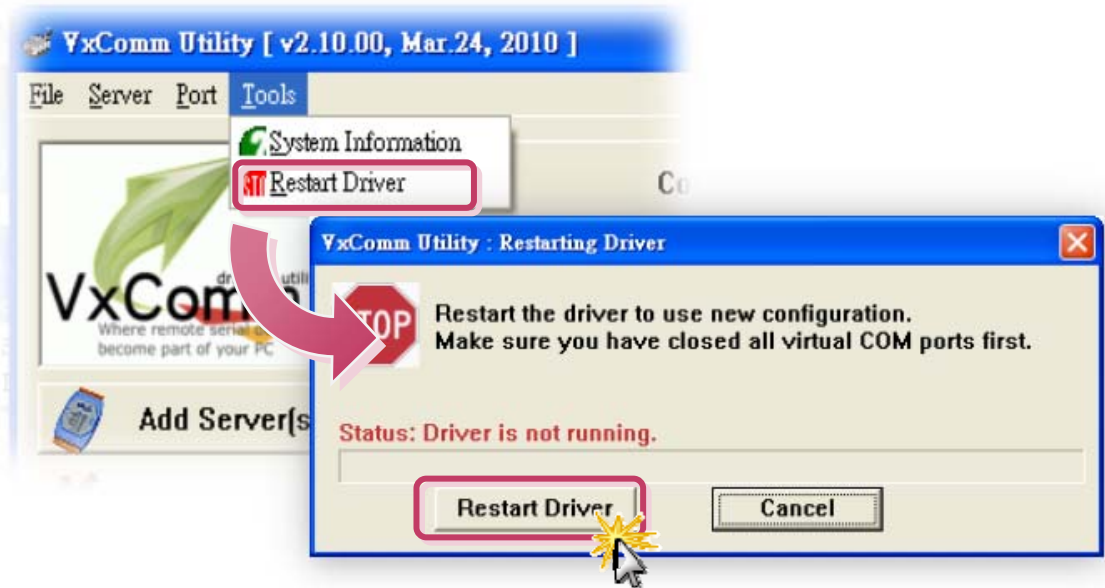 VxComm Utility [ v2.10.00, Mar.24, 2010 ]
File Server Port Tools
System Information
Restart Driver
VxComm
Where remote serial
become part of your PC
Add Server(s
VxComm Utility : Restarting Driver
STOP
Restart the driver to use new configuration.
Make sure you have closed all virtual COM ports first.
Status: Driver is not running.
Restart Driver Cancel